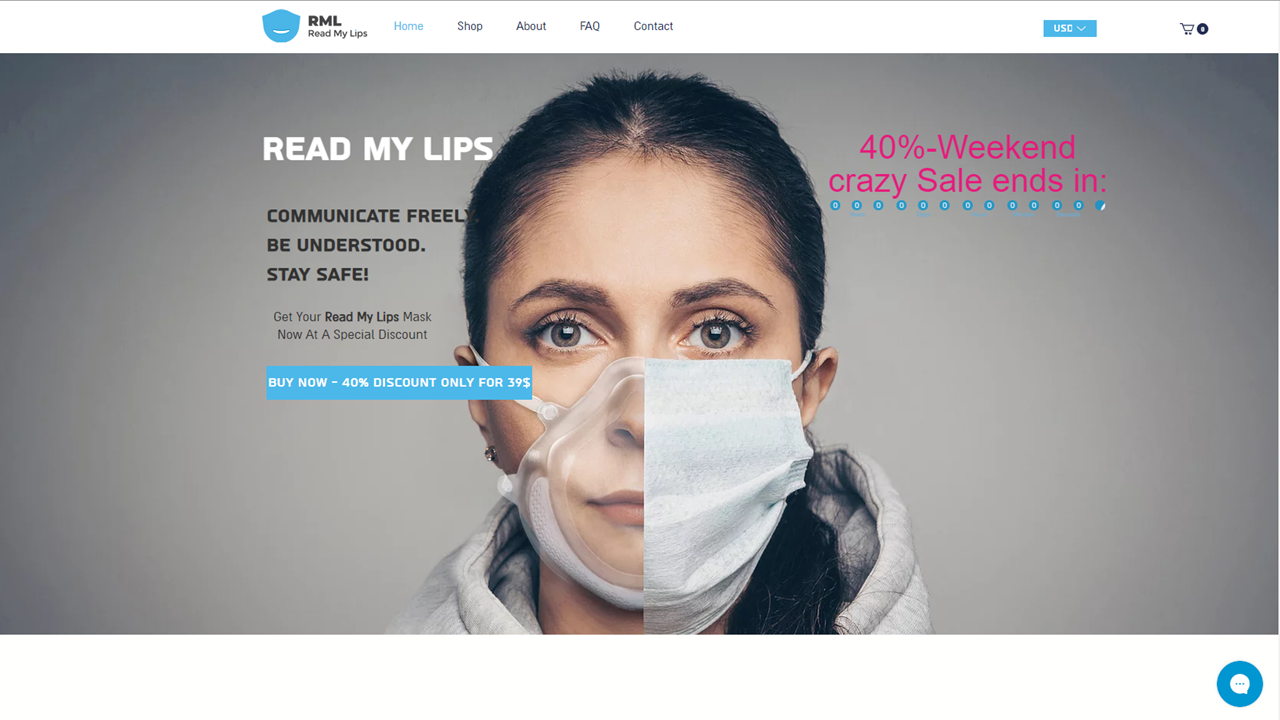 RML
Read My Lips
Home
Shop
About
FAQ
Contact
USD
0
READ MY LIPS
COMMUNICATE FREELY
BE UNDERSTOOD.
STAY SAFE!
Get Your Read My Lips Mask
Now At A Special Discount
BUY NOW - 40% DISCOUNT ONLY FOR 39$
40%-Weekend
crazy Sale ends in:
0 0 0 0 0 0 0 0 0 0 0 0